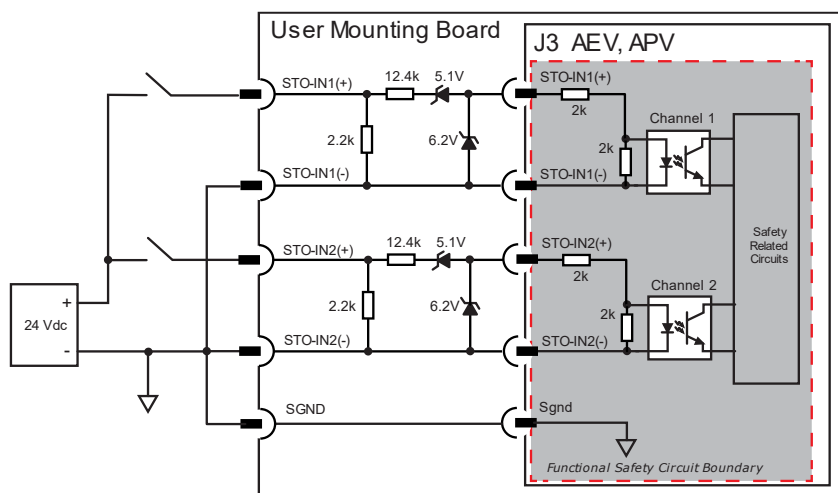 User Mounting Board
J3 AEV, APV
STO-IN1(+)
12.4k
5.1V
STO-IN1(+)
2k
Channel 1
2.2k
6.2V
2k
STO-IN1(-)
STO-IN1(-)
STO-IN2(+)
12.4k
5.1V
STO-IN2(+)
2k
Safety
Related
Circuits
Channel 2
+
24 Vdc
-
2.2k
6.2V
2k
STO-IN2(-)
STO-IN2(-)
SGND
Sgnd
Functional Safety Circuit Boundary